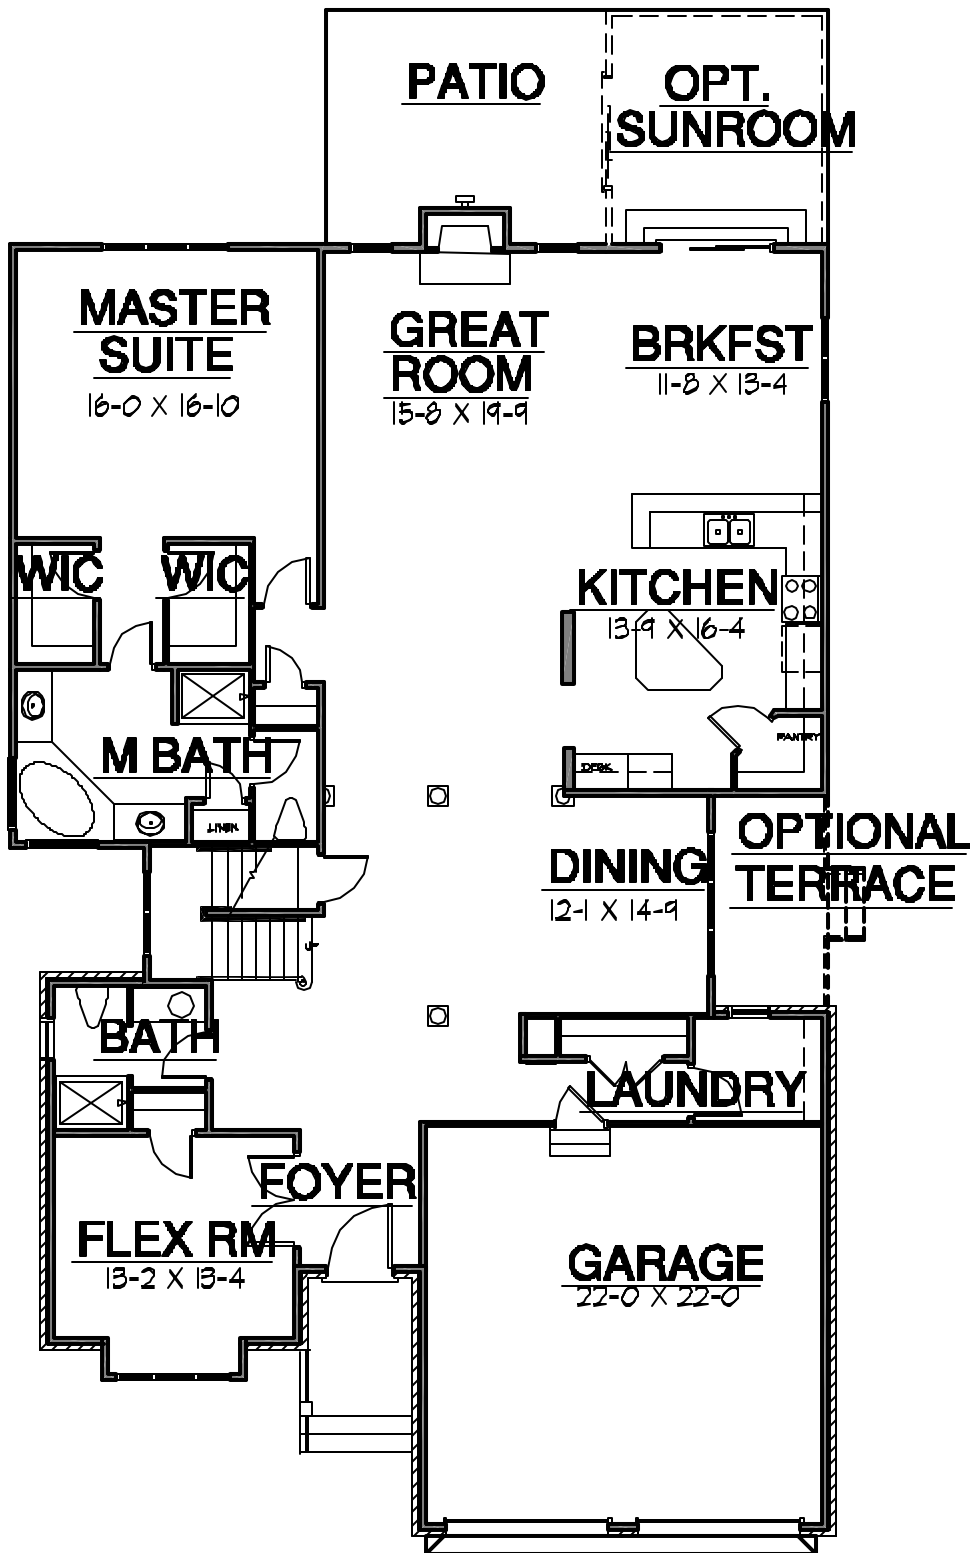 PATIO
OPT.
SUNROOM
MASTER
SUITE
16-0 X 16-10
GREAT
ROOM
15-8 X 19-9
BRKFST
11-8 X 13-4
WIC
WIC
KITCHEN
13-9 X 16-4
PANTRY
M BATH
DESK
LINEN
OPTIONAL
TERRACE
DINING
12-1 X 14-9
BATH
LAUNDRY
FOYER
FLEX RM
13-2 X 13-4
GARAGE
22-0 X 22-0